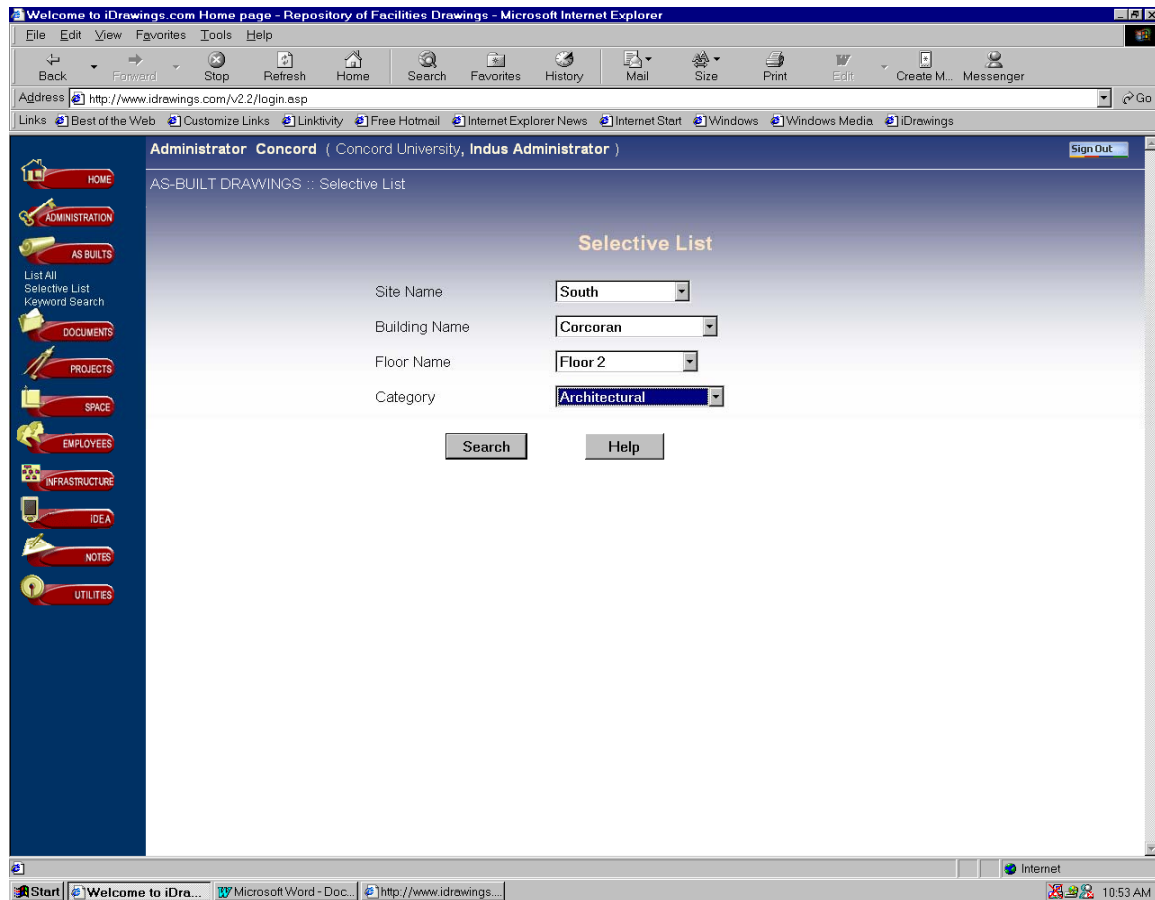 Welcome to iDrawings.com Home page - Repository of Facilities Drawings - Microsoft Internet Explorer
File Edit View Favorites Tools Help
Back Forward Stop Refresh Home Search Favorites History Mail Size Print Edit Create M... Messenger
Address http://www.idrawings.com/v2.2/login.asp Go
Links Best of the Web Customize Links Linktivity Free Hotmail Internet Explorer News Internet Start Windows Windows Media iDrawings
Administrator Concord ( Concord University, Indus Administrator ) Sign Out
AS-BUILT DRAWINGS :: Selective List
HOME
ADMINISTRATION
AS BUILTS
List All
Selective List
Keyword Search
DOCUMENTS
PROJECTS
SPACE
EMPLOYEES
INFRASTRUCTURE
IDEA
NOTES
UTILITIES
Selective List
Site Name South
Building Name Corcoran
Floor Name Floor 2
Category Architectural
Search Help
Internet
Start Welcome to iDra... Microsoft Word - Doc... http://www.idrawings.... 10:53 AM